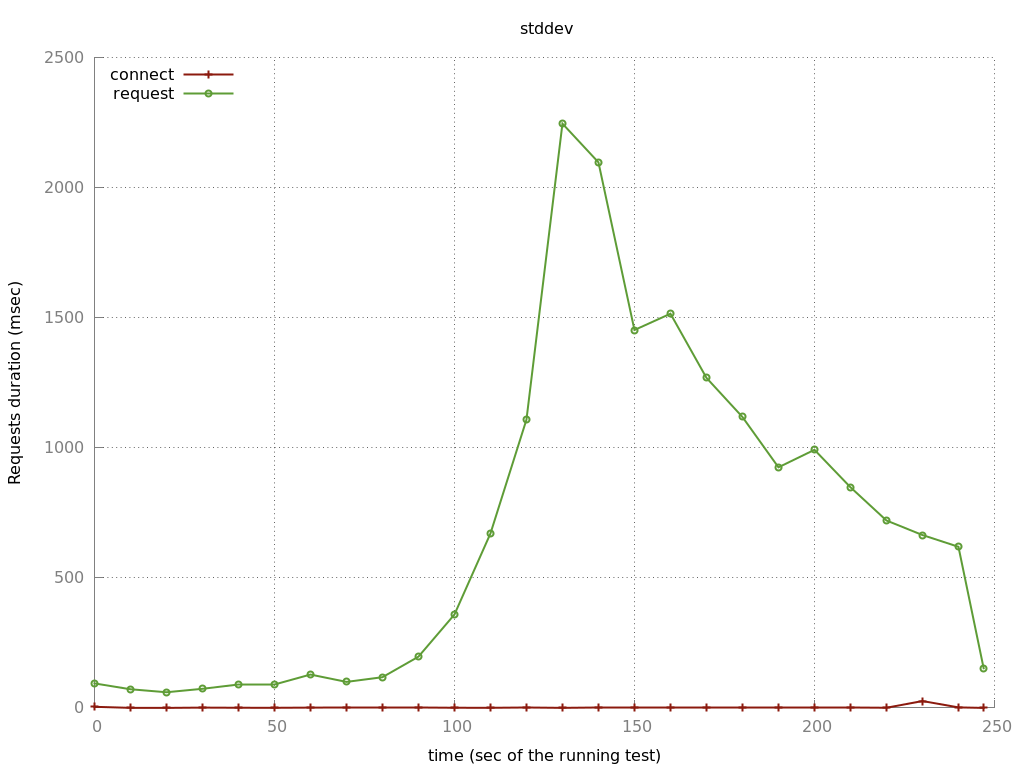 stddev
2500
connect
request
2000
1500
1000
500
0
Requests duration (msec)
0 50 100 150 200 250
time (sec of the running test)